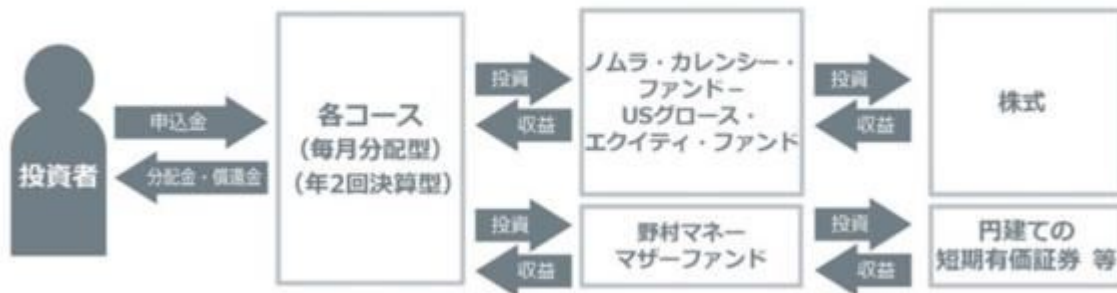 投資者
申込金
分配金・償還金
各コース
（毎月分配型）
（年2回決算型）
投資
収益
ノムラ・カレンシー・
ファンド－
USグロース・
エクイティ・ファンド
投資
収益
株式
投資
収益
野村マネー
マザーファンド
投資
収益
円建ての
短期有価証券 等